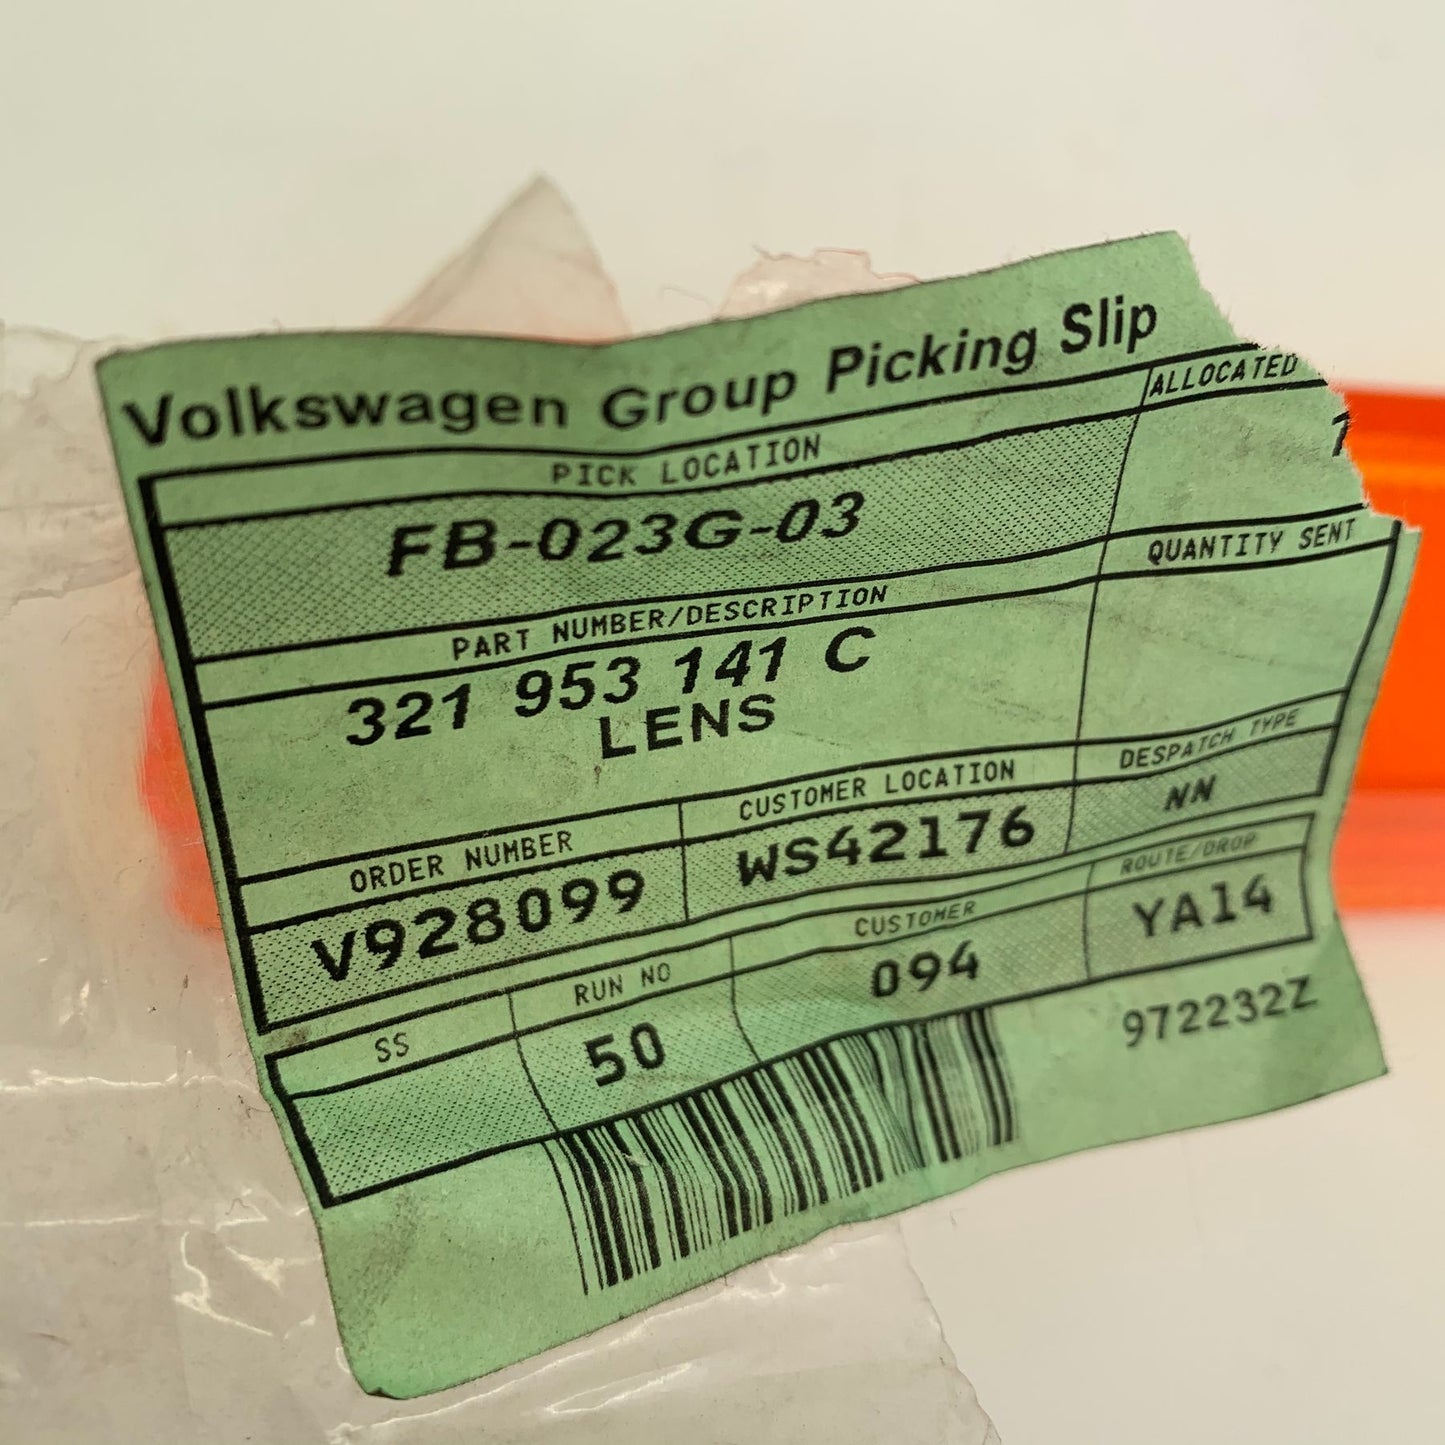 Volkswagen Group Picking Slip
PICK LOCATION
ALLOCATED
FB-023G-03
PART NUMBER/DESCRIPTION
QUANTITY SENT
321 953 141 C
LENS
ORDER NUMBER
CUSTOMER LOCATION
DESPATCH TYPE
V928099
WS42176
NN
SS
RUN NO
CUSTOMER
ROUTE/DROP
50
094
YA14
972232Z